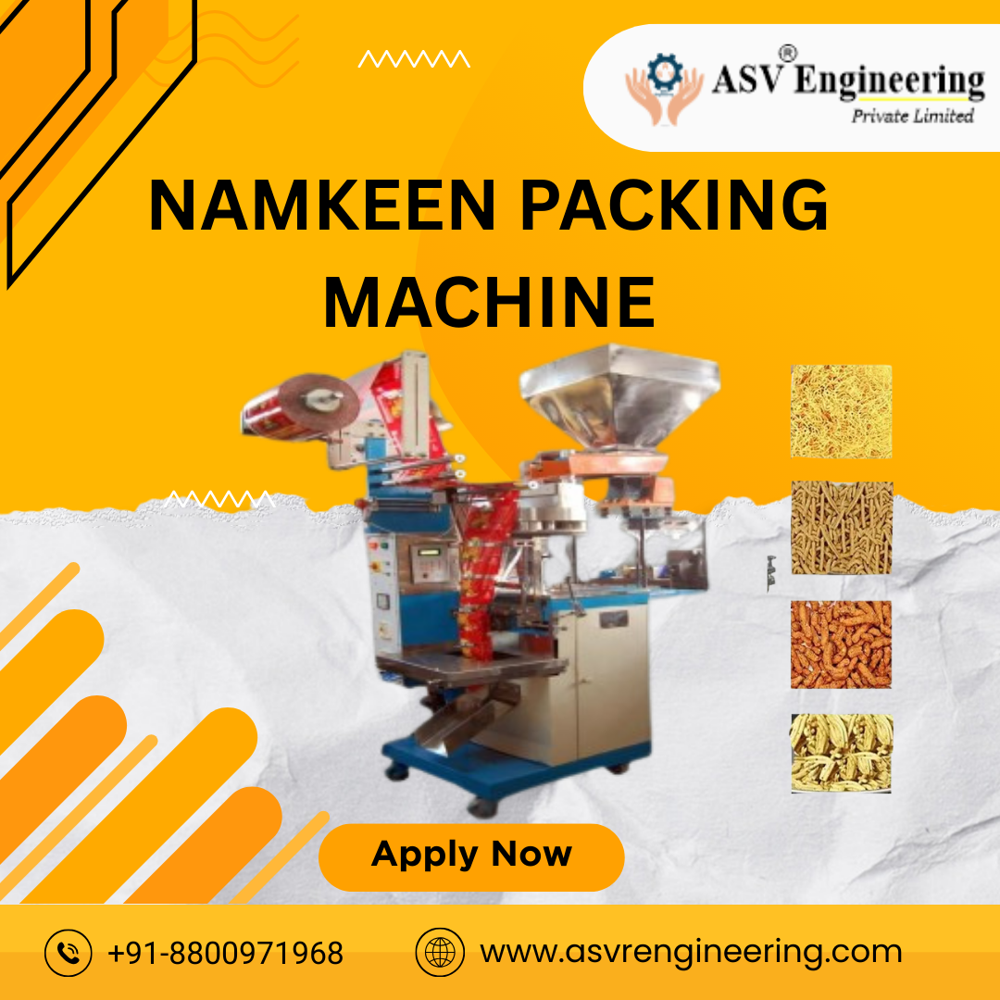 ASV® Engineering
Private Limited
NAMKEEN PACKING
MACHINE
Apply Now
+91-8800971968
www.asvrengineering.com